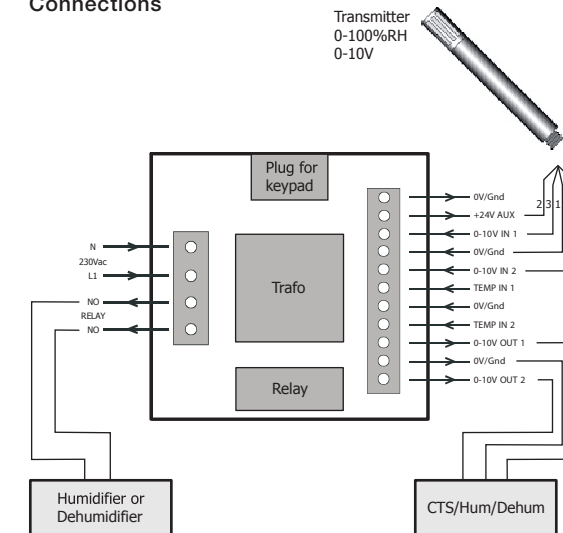 Connections
Transmitter
0-100%RH
0-10V
Plug for
keypad
Trafo
Relay
N
230Vac
L1
NO
RELAY
NO
0V/Gnd
+24V AUX
0-10V IN 1
0V/Gnd
0-10V IN 2
TEMP IN 1
0V/Gnd
TEMP IN 2
0-10V OUT 1
0V/Gnd
0-10V OUT 2
2 3 1
Humidifier or
Dehumidifier
CTS/Hum/Dehum